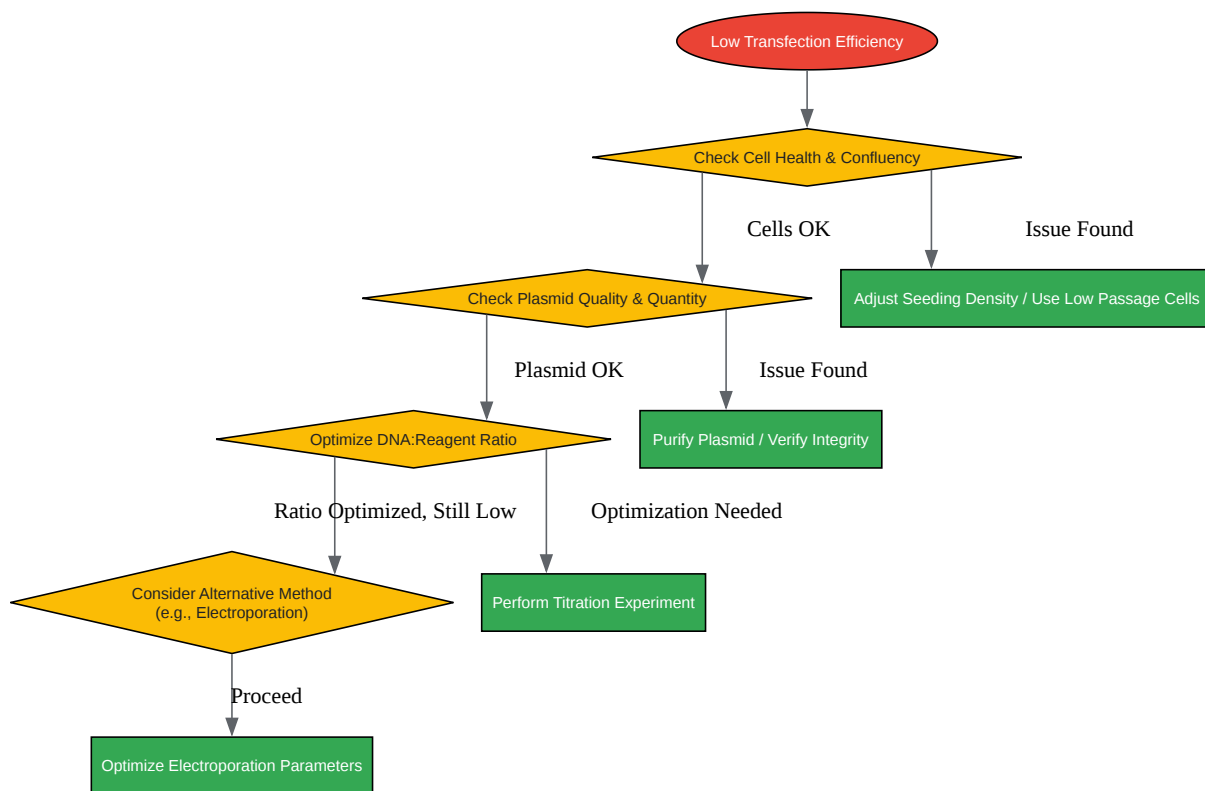 Low Transfection Efficiency
Check Cell Health & Confluency
Cells OK
Issue Found
Check Plasmid Quality & Quantity
Adjust Seeding Density / Use Low Passage Cells
Plasmid OK
Issue Found
Optimize DNA:Reagent Ratio
Purify Plasmid / Verify Integrity
Ratio Optimized, Still Low
Optimization Needed
Consider Alternative Method
(e.g., Electroporation)
Perform Titration Experiment
Proceed
Optimize Electroporation Parameters